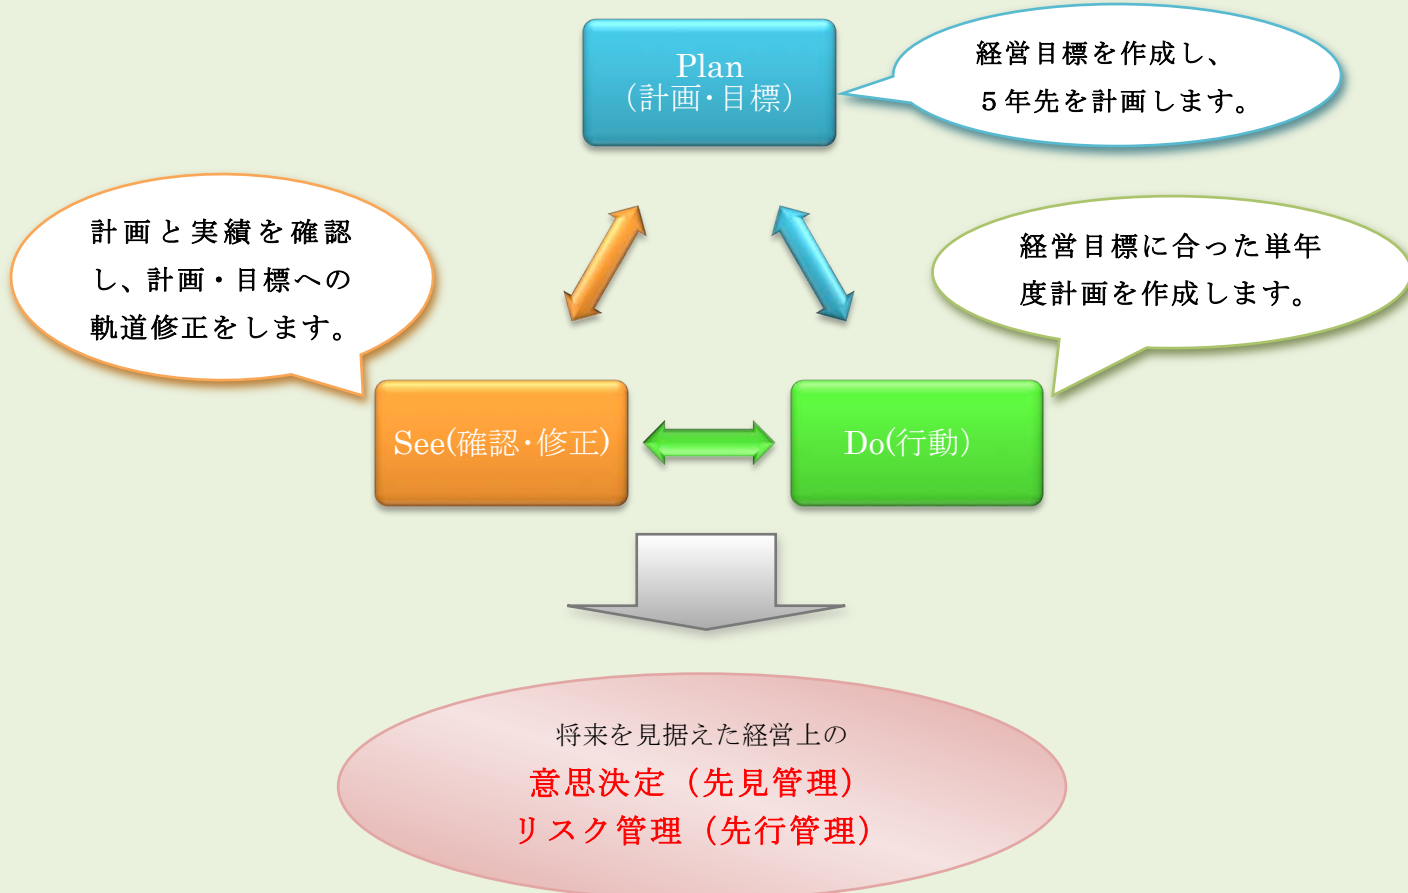 Plan
（計画・目標）
経営目標を作成し、
５年先を計画します。
計画と実績を確認
し、計画・目標への
軌道修正をします。
経営目標に合った単年
度計画を作成します。
See(確認・修正)
Do(行動）
将来を見据えた経営上の
意思決定（先見管理）
リスク管理（先行管理）